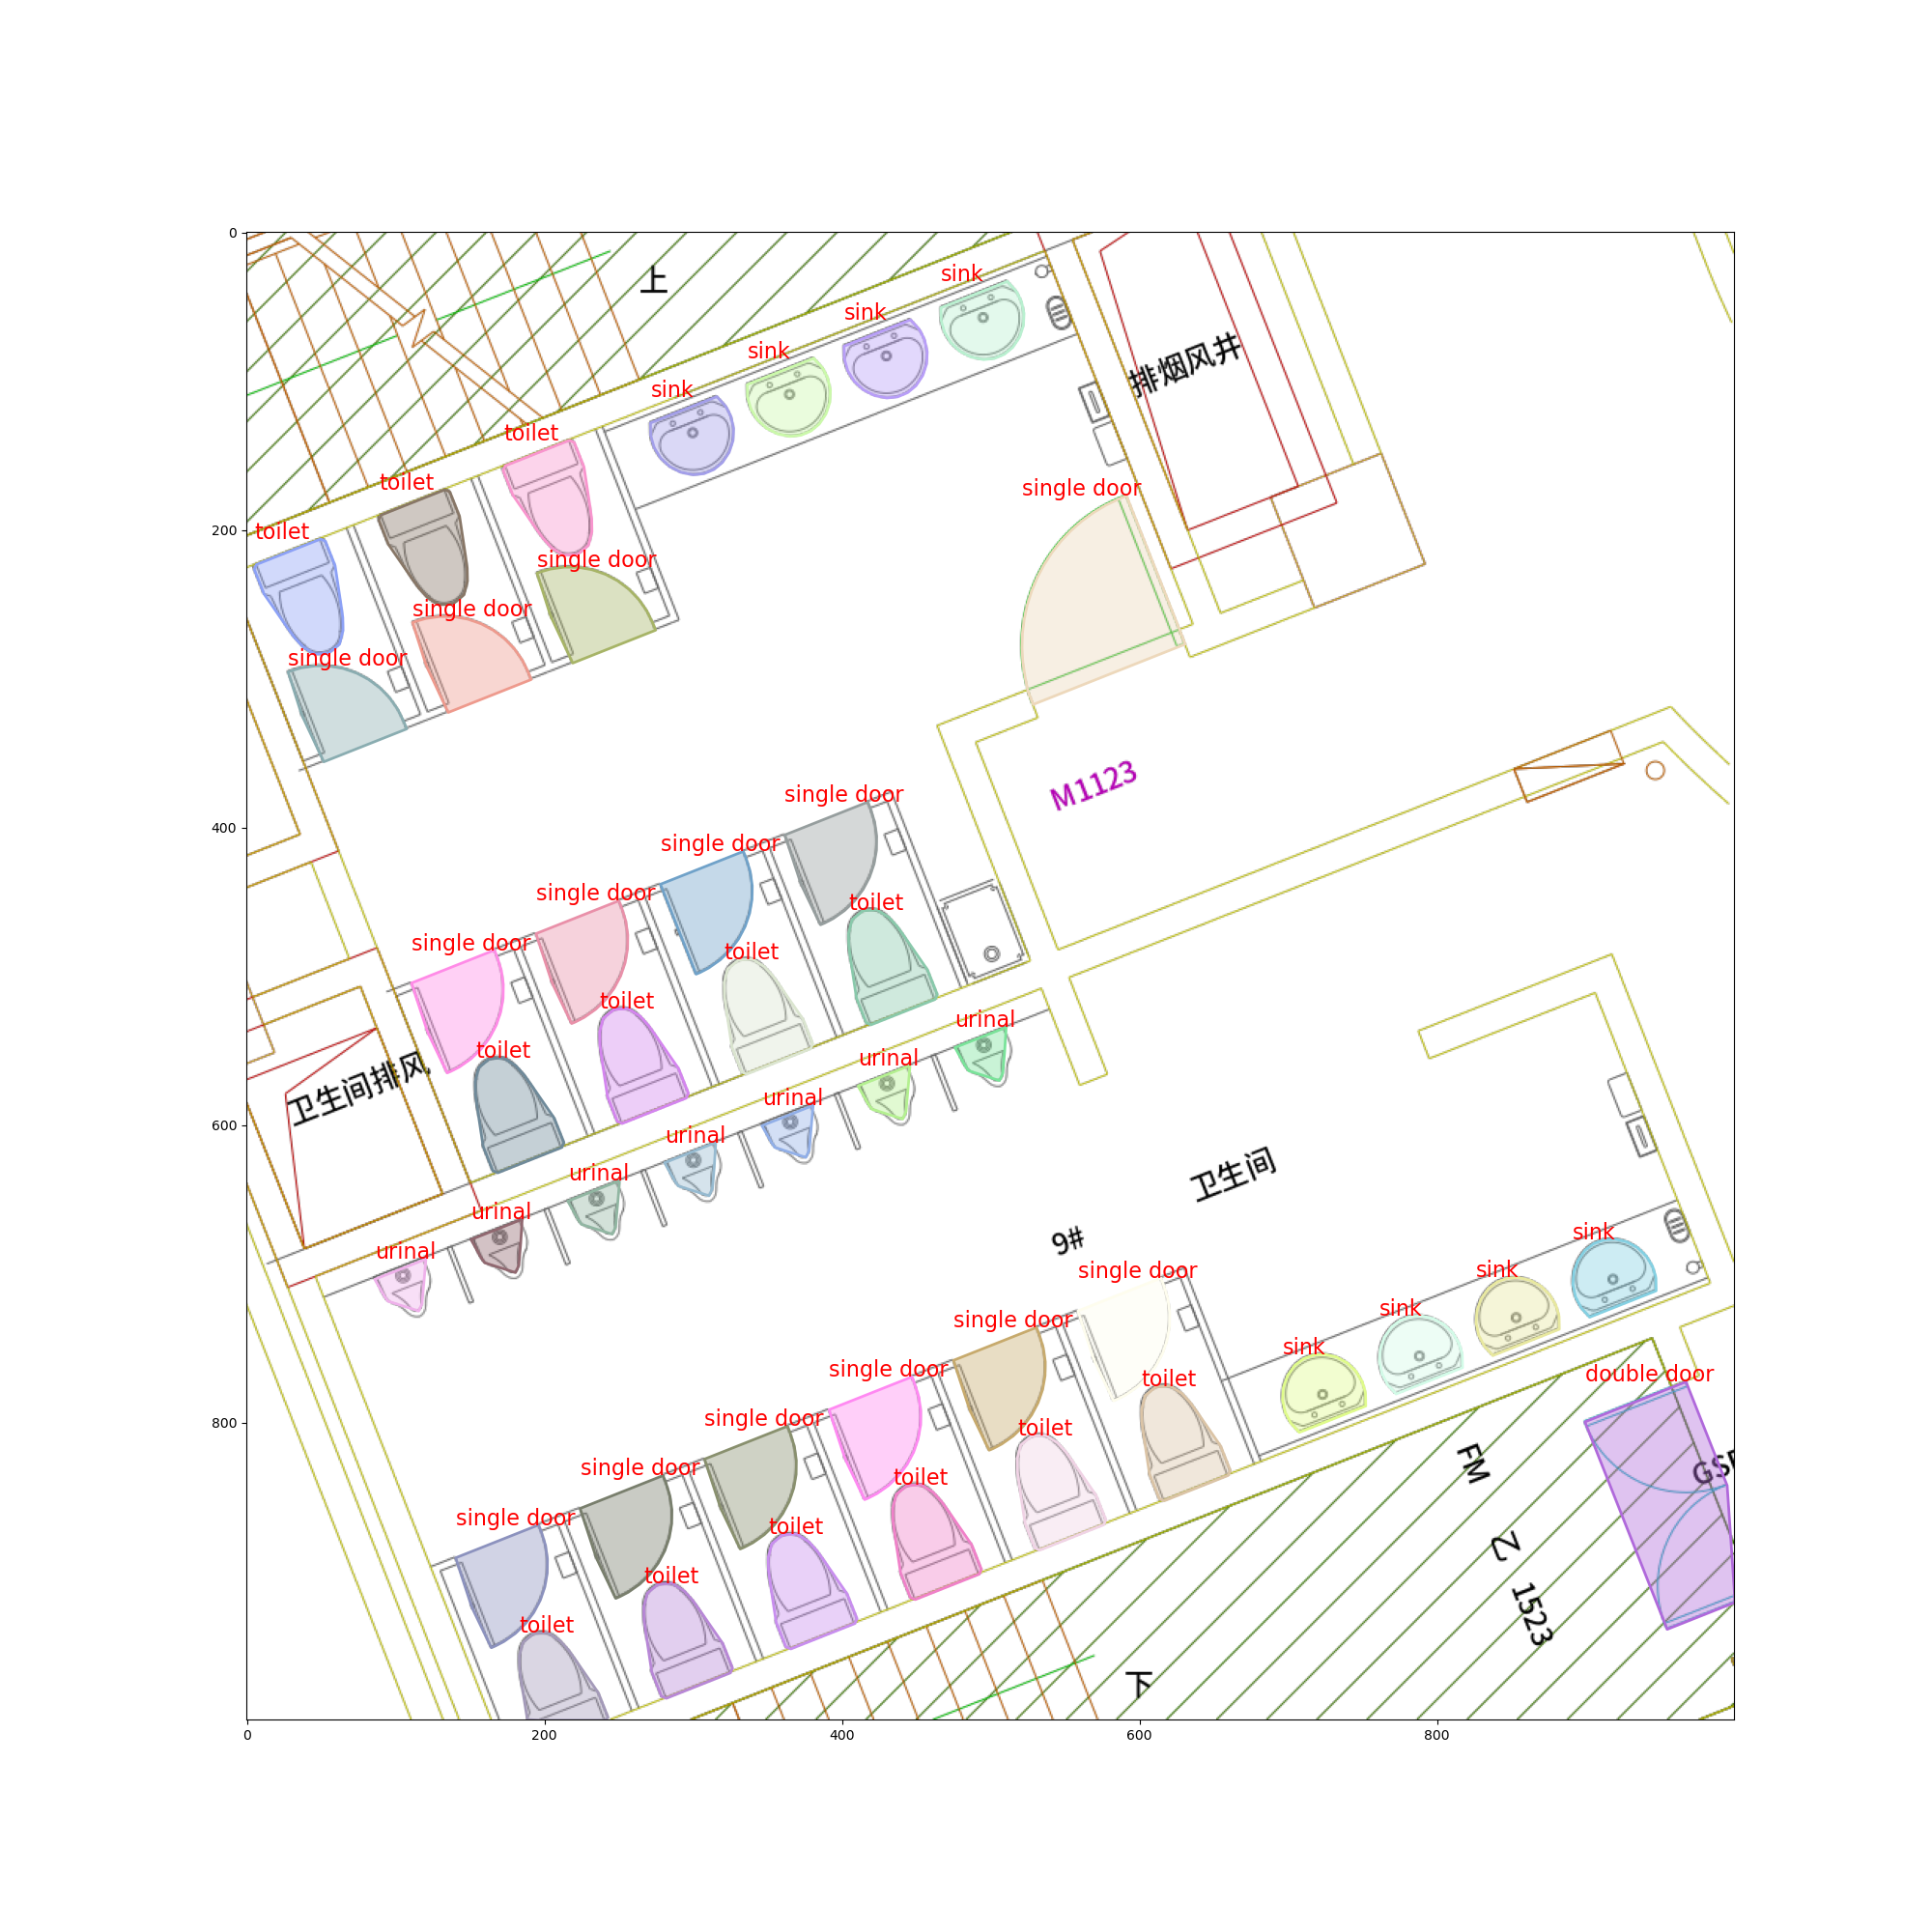 0
200
400
600
800
0
200
400
600
800
上
sink
sink
sink
sink
排烟风井
toilet
toilet
toilet
single door
single door
single door
single door
M1123
single door
single door
single door
single door
toilet
toilet
toilet
toilet
卫生间排风
urinal
urinal
urinal
urinal
urinal
urinal
urinal
卫生间
9#
sink
sink
sink
sink
single door
single door
single door
single door
single door
single door
toilet
toilet
toilet
toilet
toilet
toilet
double door
FM
乙
1523
下